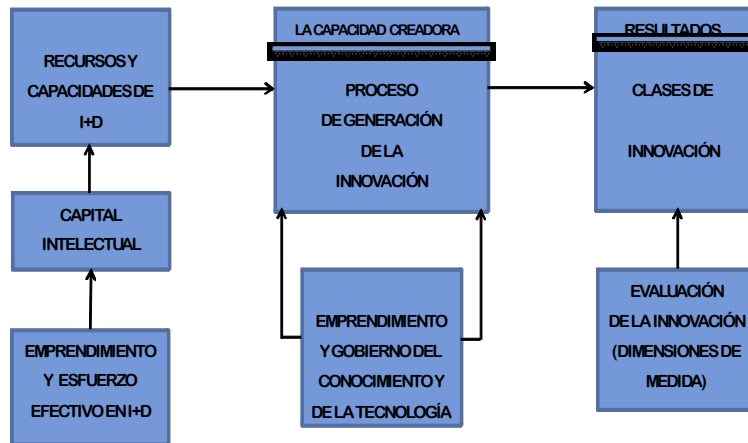 RECURSOS Y
CAPACIDADES DE
I+D
CAPITAL
INTELECTUAL
EMPRENDIMIENTO
Y ESFUERZO
EFECTIVO EN I+D
LA CAPACIDAD CREADORA
PROCESO
DE GENERACIÓN
DE LA
INNOVACIÓN
EMPRENDIMIENTO
Y GOBIERNO DEL
CONOCIMIENTO Y
DE LA TECNOLOGÍA
RESULTADOS
CLASES DE
INNOVACIÓN
EVALUACIÓN
DE LA INNOVACIÓN
(DIMENSIONES DE
MEDIDA)